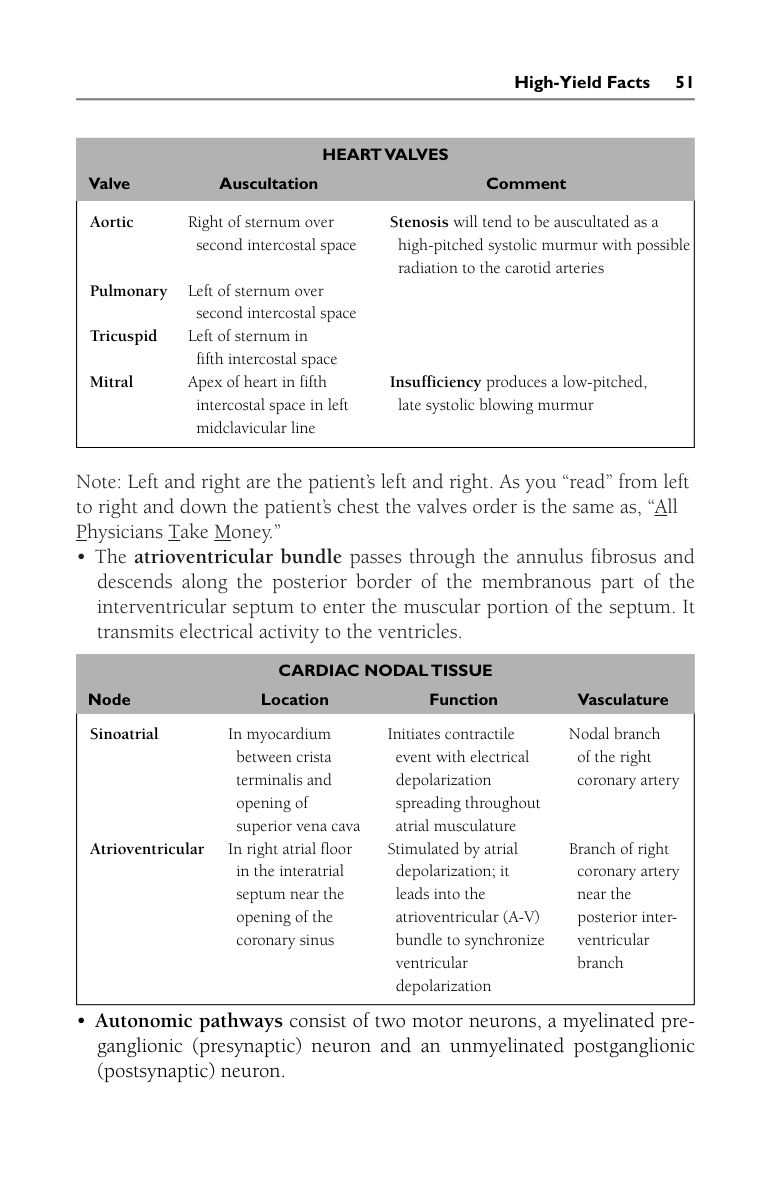 High-Yield Facts 51
HEART VALVES
Valve Auscultation Comment
Aortic Right of sternum over Stenosis will tend to be auscultated as a
second intercostal space high-pitched systolic murmur with possible
radiation to the carotid arteries
Pulmonary Left of sternum over
second intercostal space
Tricuspid Left of sternum in
fifth intercostal space
Mitral Apex of heart in fifth Insufficiency produces a low-pitched,
intercostal space in left late systolic blowing murmur
midclavicular line
Note: Left and right are the patient’s left and right. As you “read” from left
to right and down the patient’s chest the valves order is the same as, “All
Physicians Take Money.”
• The atrioventricular bundle passes through the annulus fibrosus and
descends along the posterior border of the membranous part of the
interventricular septum to enter the muscular portion of the septum. It
transmits electrical activity to the ventricles.
CARDIAC NODAL TISSUE
Node Location Function Vasculature
Sinoatrial In myocardium Initiates contractile Nodal branch
between crista event with electrical of the right
terminalis and depolarization coronary artery
opening of spreading throughout
superior vena cava atrial musculature
Atrioventricular In right atrial floor Stimulated by atrial Branch of right
in the interatrial depolarization; it coronary artery
septum near the leads into the near the
opening of the atrioventricular (A-V) posterior inter-
coronary sinus bundle to synchronize ventricular
ventricular branch
depolarization
• Autonomic pathways consist of two motor neurons, a myelinated pre-
ganglionic (presynaptic) neuron and an unmyelinated postganglionic
(postsynaptic) neuron.